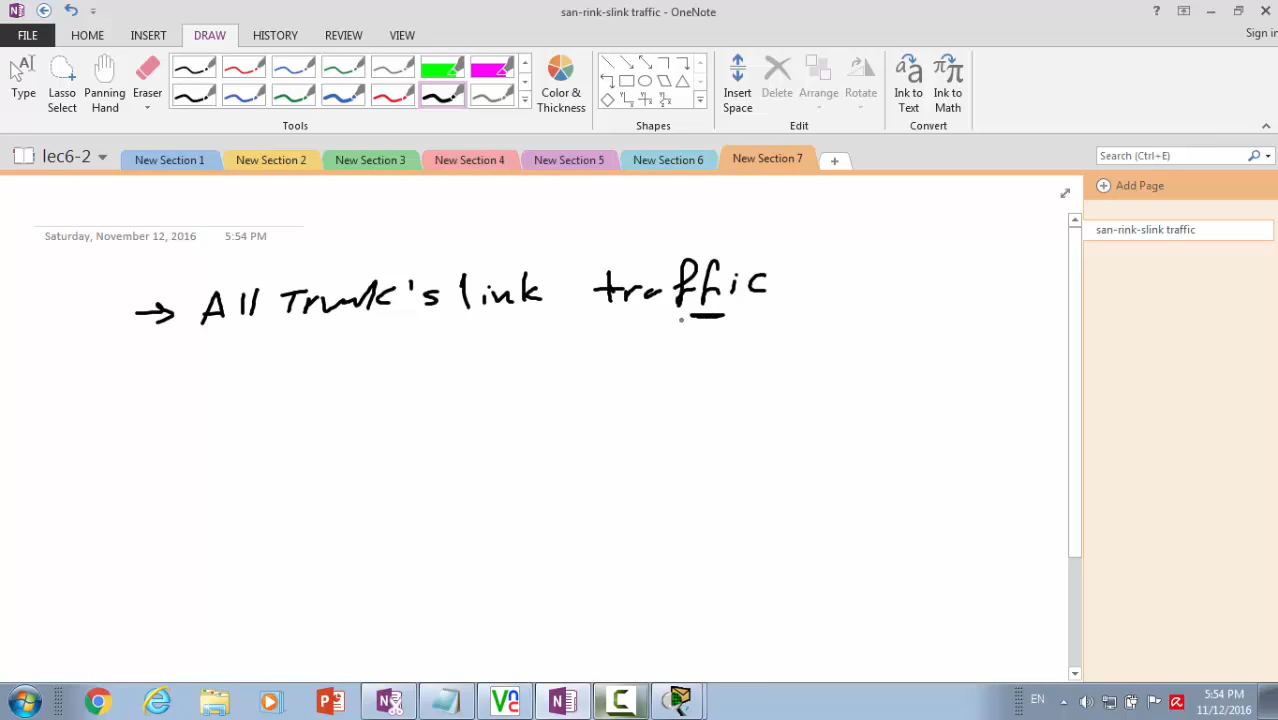 san-rink-slink traffic - OneNote
? Sign in
FILE HOME INSERT DRAW HISTORY REVIEW VIEW
Type Lasso Select Panning Hand Eraser Color & Thickness Insert Space Delete Arrange Rotate Ink to Text Ink to Math
Tools Shapes Edit Convert
lec6-2 New Section 1 New Section 2 New Section 3 New Section 4 New Section 5 New Section 6 New Section 7 Search (Ctrl+E)
Add Page
san-rink-slink traffic
Saturday, November 12, 2016 5:54 PM
→ All Trunk's link traffic
EN 5:54 PM
11/12/2016